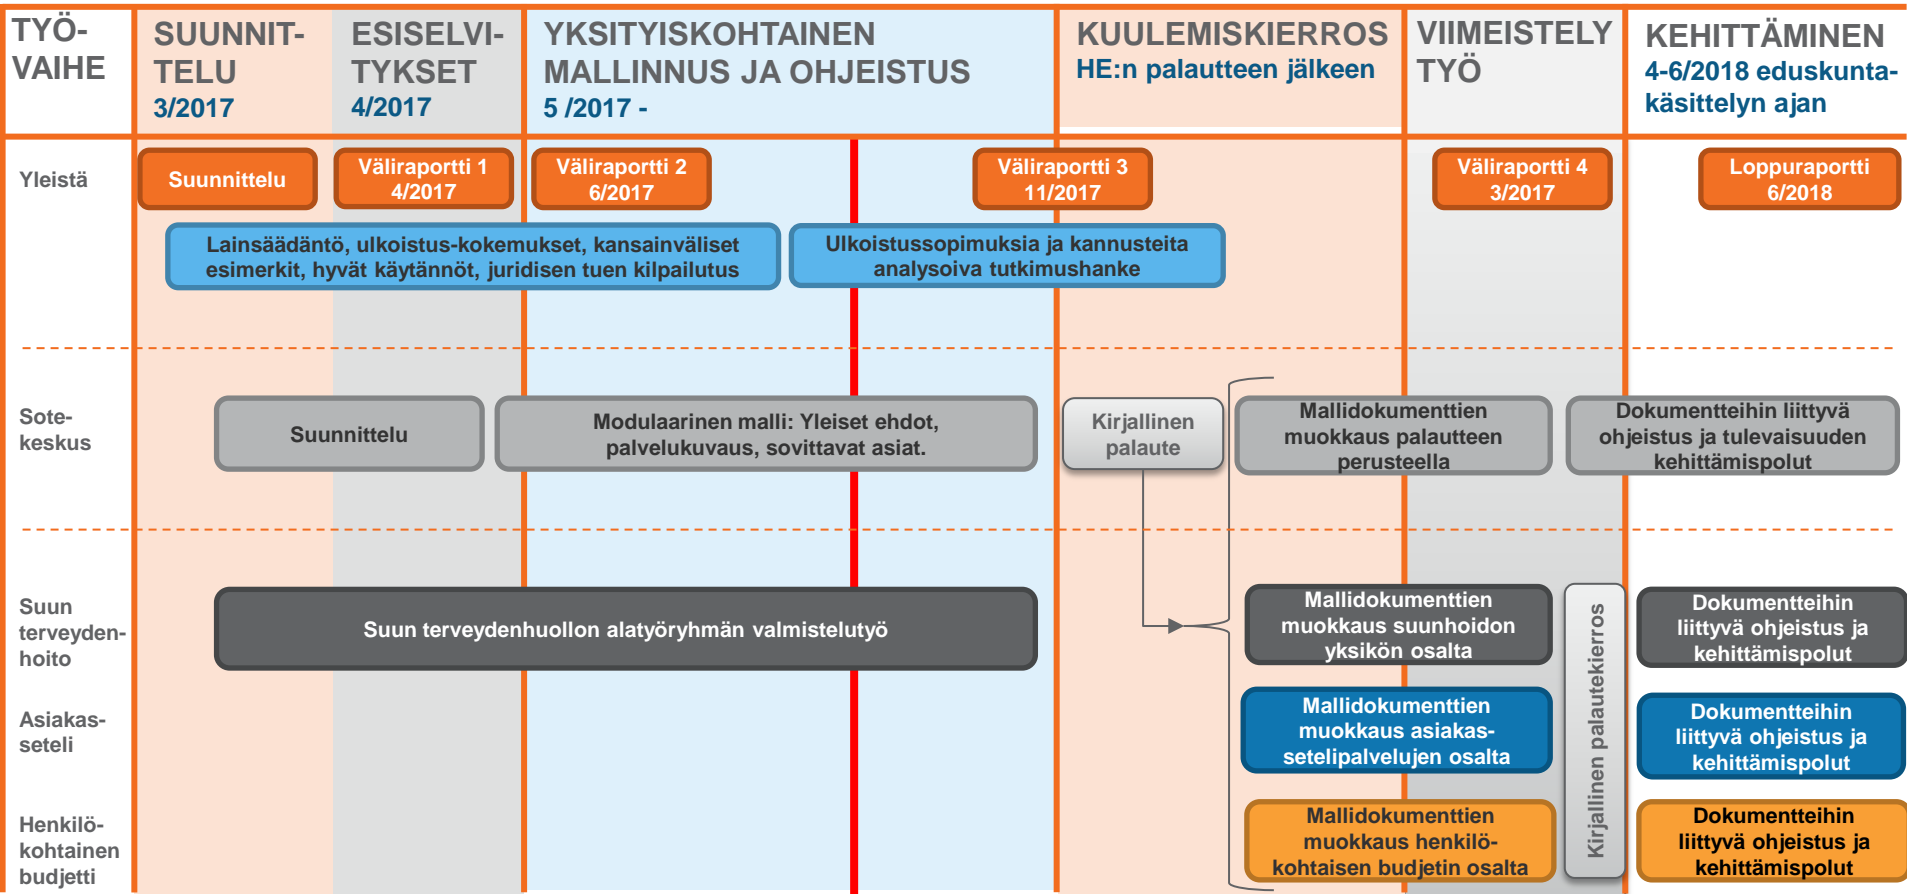 TYÖ-
VAIHE
SUUNNIT-
TELU
3/2017
ESISELVI-
TYKSET
4/2017
YKSITYISKOHTAINEN
MALLINNUS JA OHJEISTUS
5 /2017 -
KUULEMISKIERROS
HE:n palautteen jälkeen
VIIMEISTELY
TYÖ
KEHITTÄMINEN
4-6/2018 eduskunta-
käsittelyn ajan
Yleistä
Suunnittelu
Väliraportti 1
4/2017
Väliraportti 2
6/2017
Väliraportti 3
11/2017
Väliraportti 4
3/2017
Loppuraportti
6/2018
Lainsäädäntö, ulkoistus-kokemukset, kansainväliset
esimerkit, hyvät käytännöt, juridisen tuen kilpailutus
Ulkoistussopimuksia ja kannusteita
analysoiva tutkimushanke
Sote-
keskus
Suunnittelu
Modulaarinen malli: Yleiset ehdot,
palvelukuvaus, sovittavat asiat.
Kirjallinen
palaute
Mallidokumenttien
muokkaus palautteen
perusteella
Dokumentteihin liittyvä
ohjeistus ja tulevaisuuden
kehittämispolut
Suun
terveyden-
hoito
Suun terveydenhuollon alatyöryhmän valmistelutyö
Mallidokumenttien
muokkaus suunhoidon
yksikön osalta
Kirjallinen palautekierros
Dokumentteihin
liittyvä ohjeistus ja
kehittämispolut
Asiakas-
seteli
Mallidokumenttien
muokkaus asiakas-
setelipalvelujen osalta
Dokumentteihin
liittyvä ohjeistus ja
kehittämispolut
Henkilö-
kohtainen
budjetti
Mallidokumenttien
muokkaus henkilö-
kohtaisen budjetin osalta
Dokumentteihin
liittyvä ohjeistus ja
kehittämispolut